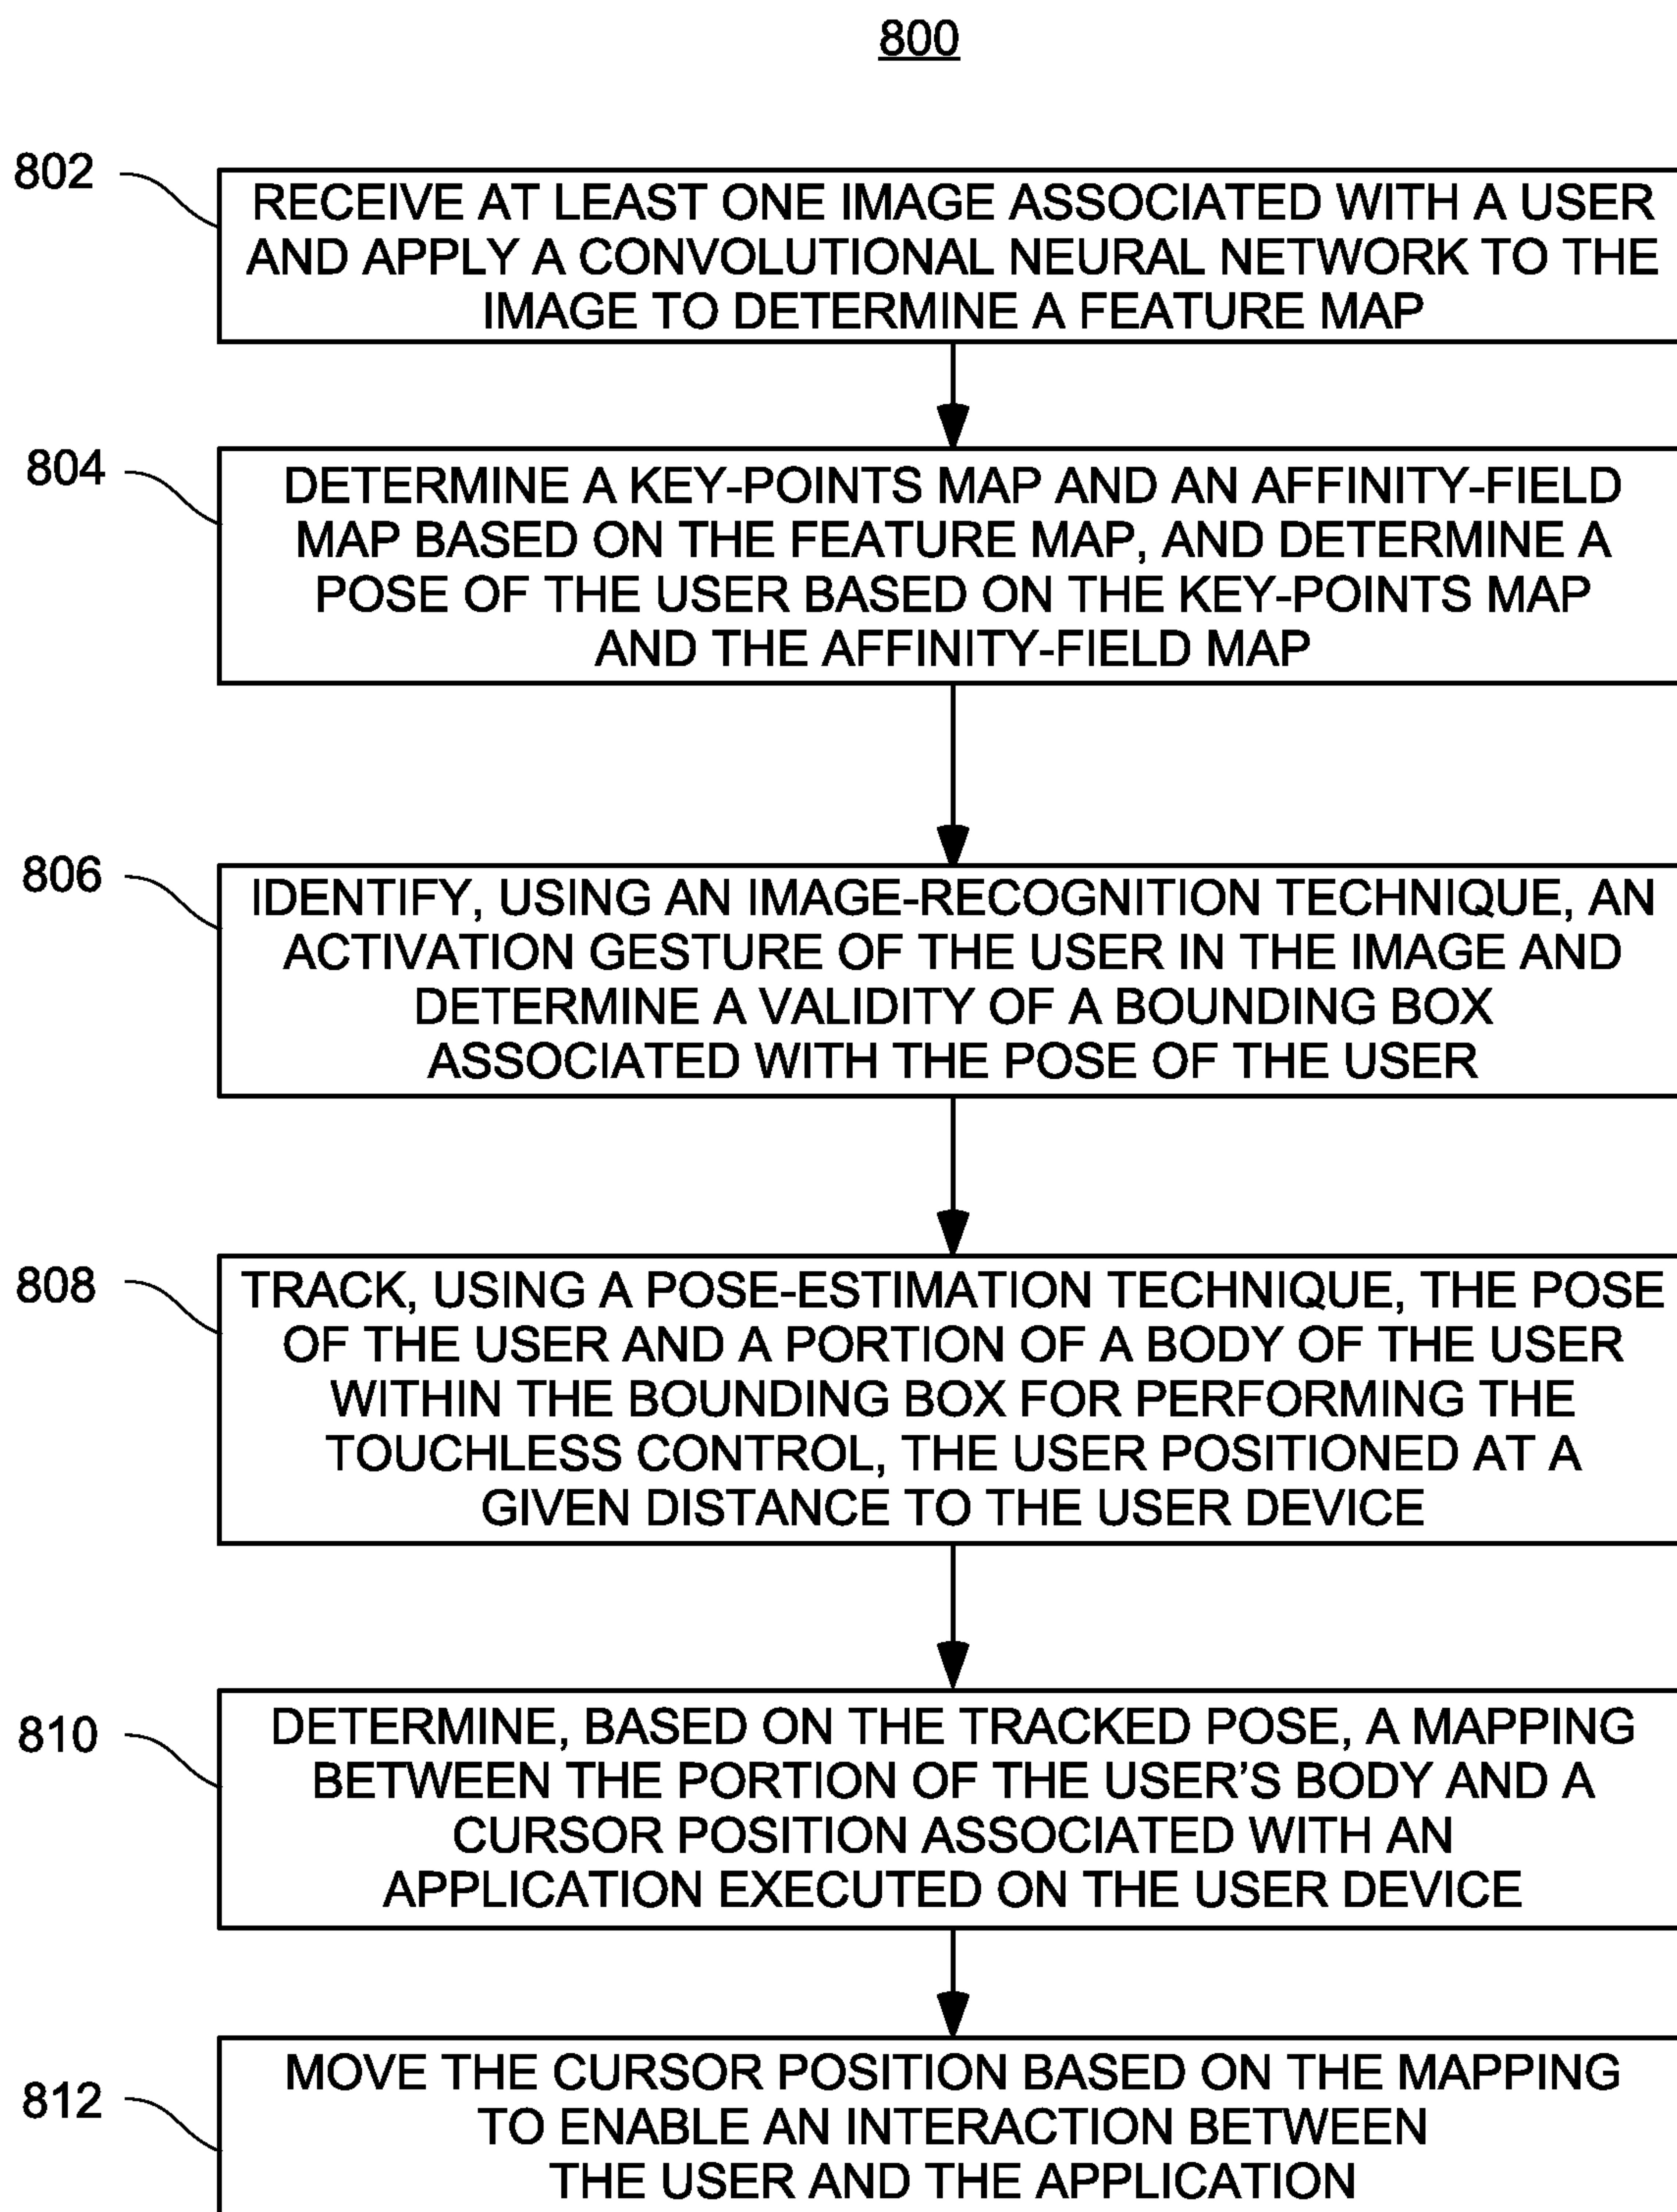 800
802
RECEIVE AT LEAST ONE IMAGE ASSOCIATED WITH A USER
AND APPLY A CONVOLUTIONAL NEURAL NETWORK TO THE
IMAGE TO DETERMINE A FEATURE MAP
804
DETERMINE A KEY-POINTS MAP AND AN AFFINITY-FIELD
MAP BASED ON THE FEATURE MAP, AND DETERMINE A
POSE OF THE USER BASED ON THE KEY-POINTS MAP
AND THE AFFINITY-FIELD MAP
806
IDENTIFY, USING AN IMAGE-RECOGNITION TECHNIQUE, AN
ACTIVATION GESTURE OF THE USER IN THE IMAGE AND
DETERMINE A VALIDITY OF A BOUNDING BOX
ASSOCIATED WITH THE POSE OF THE USER
808
TRACK, USING A POSE-ESTIMATION TECHNIQUE, THE POSE
OF THE USER AND A PORTION OF A BODY OF THE USER
WITHIN THE BOUNDING BOX FOR PERFORMING THE
TOUCHLESS CONTROL, THE USER POSITIONED AT A
GIVEN DISTANCE TO THE USER DEVICE
810
DETERMINE, BASED ON THE TRACKED POSE, A MAPPING
BETWEEN THE PORTION OF THE USER'S BODY AND A
CURSOR POSITION ASSOCIATED WITH AN
APPLICATION EXECUTED ON THE USER DEVICE
812
MOVE THE CURSOR POSITION BASED ON THE MAPPING
TO ENABLE AN INTERACTION BETWEEN
THE USER AND THE APPLICATION